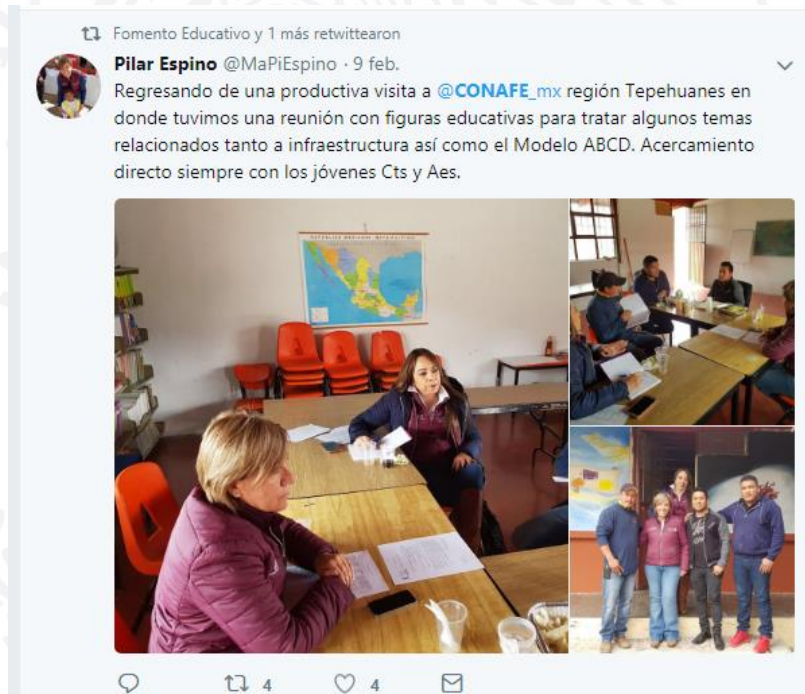 Fomento Educativo y 1 más retwittearon
Pilar Espino @MaPiEspino · 9 feb.
Regresando de una productiva visita a @CONAFE_mx región Tepehuanes en
donde tuvimos una reunión con figuras educativas para tratar algunos temas
relacionados tanto a infraestructura así como el Modelo ABCD. Acercamiento
directo siempre con los jóvenes Cts y Aes.
4 4